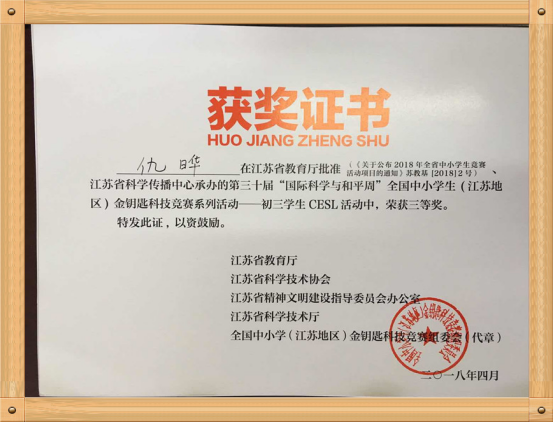 获奖证书
HUO JIANG ZHENG SHU
仇晔 在江苏省教育厅批准（《关于公布2018年全省中小学生竞赛活动项目的通知》苏教基[2018]2号）、
江苏省科学传播中心承办的第三十届“国际科学与和平周”全国中小学生（江苏地
区）金钥匙科技竞赛系列活动——初三学生CESL活动中，荣获三等奖。
特发此证，以资鼓励。
江苏省教育厅
江苏省科学技术协会
江苏省精神文明建设指导委员会办公室
江苏省科学技术厅
全国中小学（江苏地区）金钥匙科技竞赛组委会（代章）
二〇一八年四月